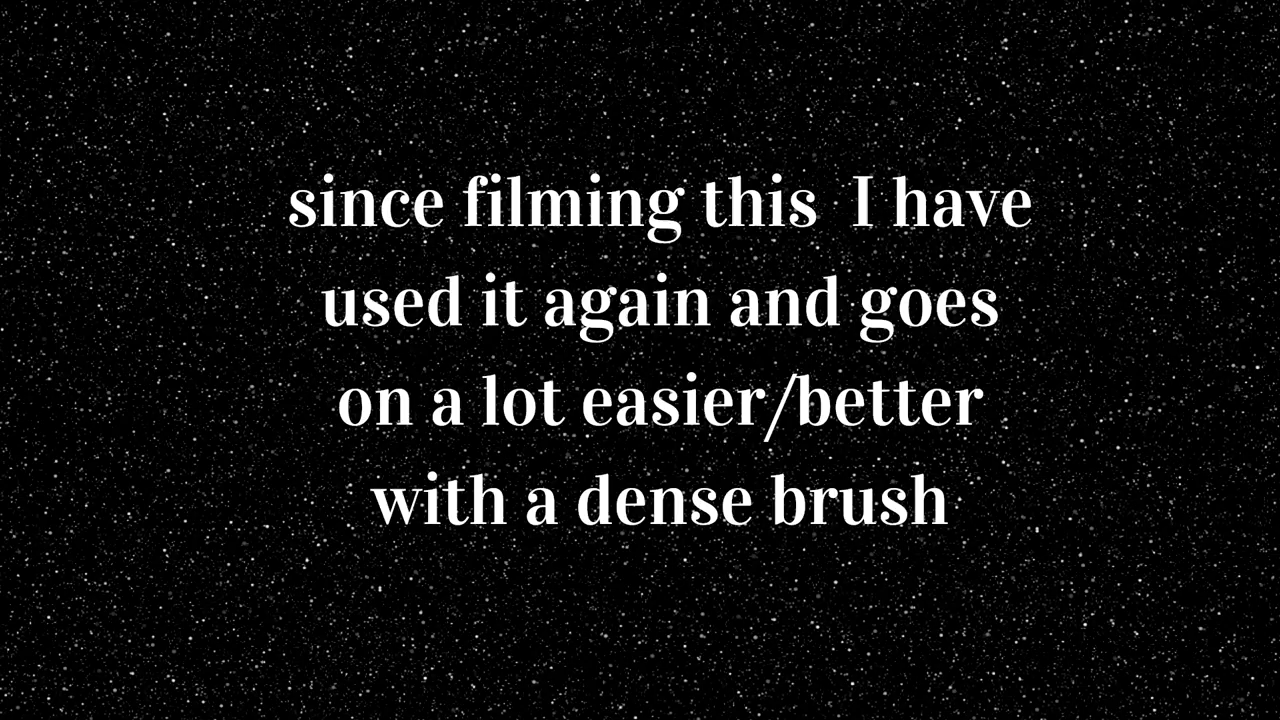 since filming this  I have
used it again and goes
on a lot easier/better
with a dense brush